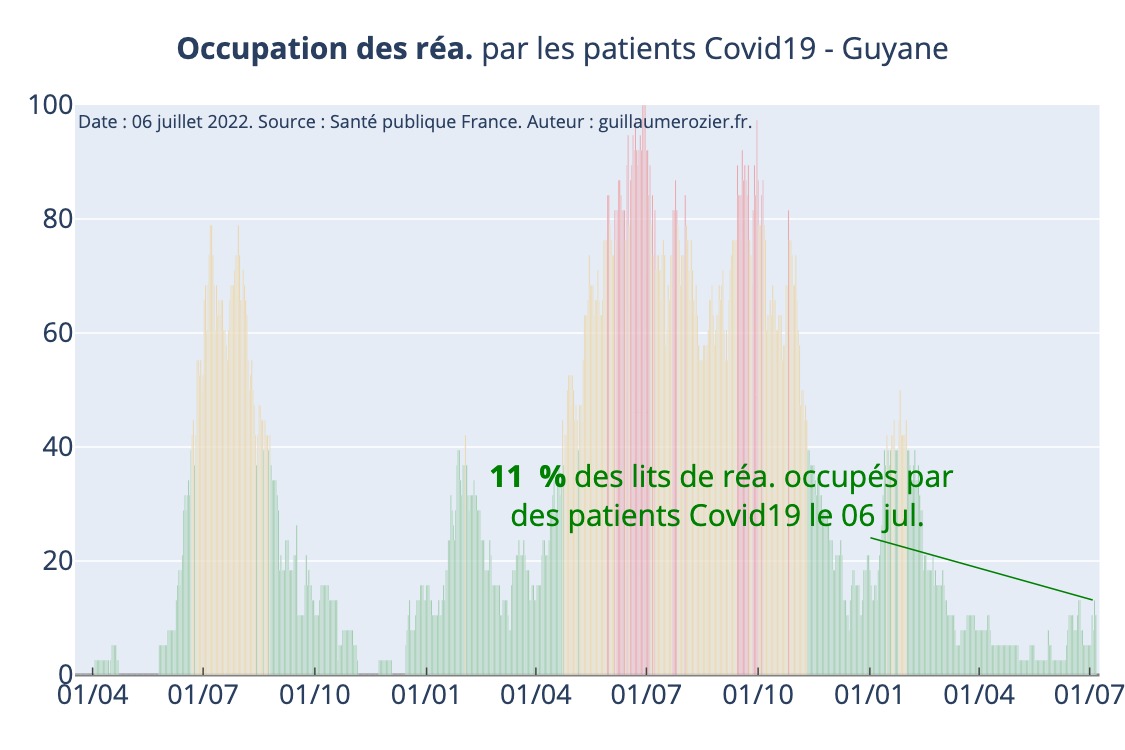 Occupation des réa. par les patients Covid19 - Guyane
100
Date : 06 juillet 2022. Source : Santé publique France. Auteur : guillaumerozier.fr.
80
60
40
11 % des lits de réa. occupés par
des patients Covid19 le 06 jul.
20
0
01/04 01/07 01/10 01/01 01/04 01/07 01/10 01/01 01/04 01/07